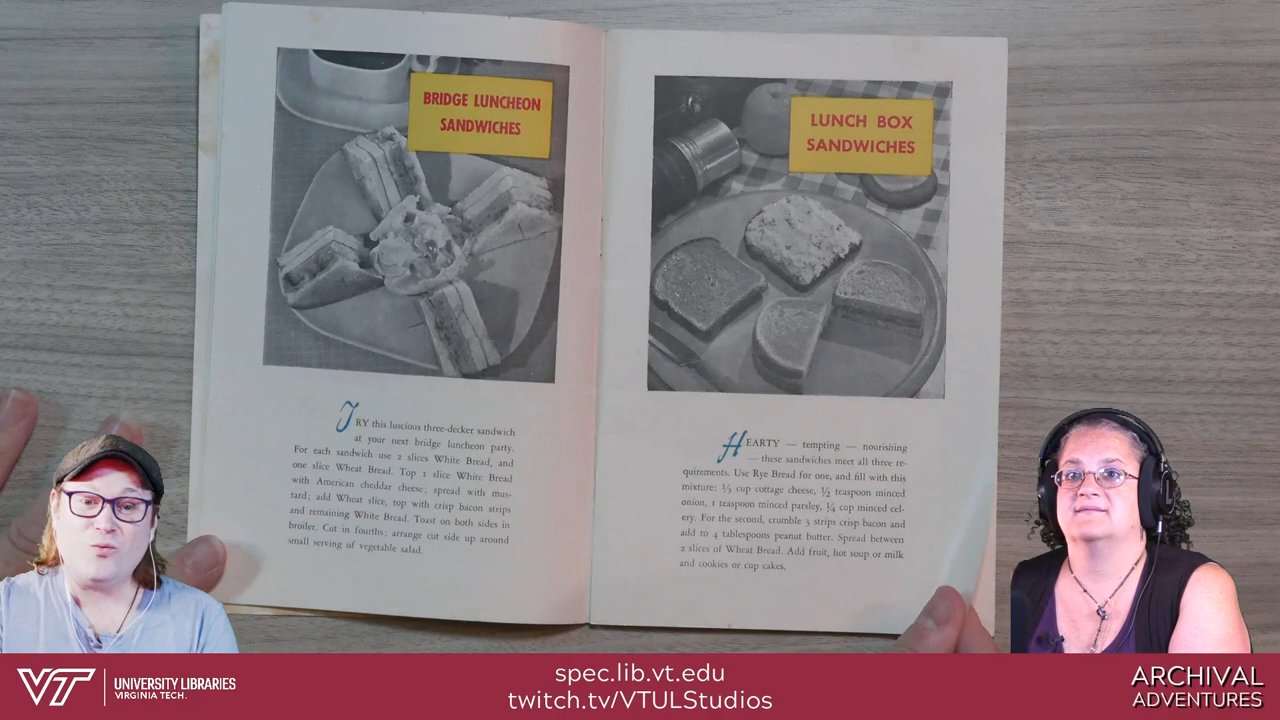 BRIDGE LUNCHEON
SANDWICHES
TRY this luscious three-decker sandwich
at your next bridge luncheon party.
For each sandwich use 2 slices White Bread, and
one slice Wheat Bread. Top 1 slice White Bread
with American cheddar cheese; spread with mus-
tard; add Wheat slice, top with crisp bacon strips
and remaining White Bread. Toast on both sides in
broiler. Cut in fourths; arrange cut side up around
small serving of vegetable salad.
LUNCH BOX
SANDWICHES
HEARTY — tempting — nourishing
— these sandwiches meet all three re-
quirements. Use Rye Bread for one, and fill with this
mixture: ⅓ cup cottage cheese, ½ teaspoon minced
onion, 1 teaspoon minced parsley, ¼ cup minced cel-
ery. For the second, crumble 3 strips crisp bacon and
add to 4 tablespoons peanut butter. Spread between
2 slices of Wheat Bread. Add fruit, hot soup or milk
and cookies or cup cakes.
VT
UNIVERSITY LIBRARIES
VIRGINIA TECH.
spec.lib.vt.edu
twitch.tv/VTULStudios
ARCHIVAL
ADVENTURES